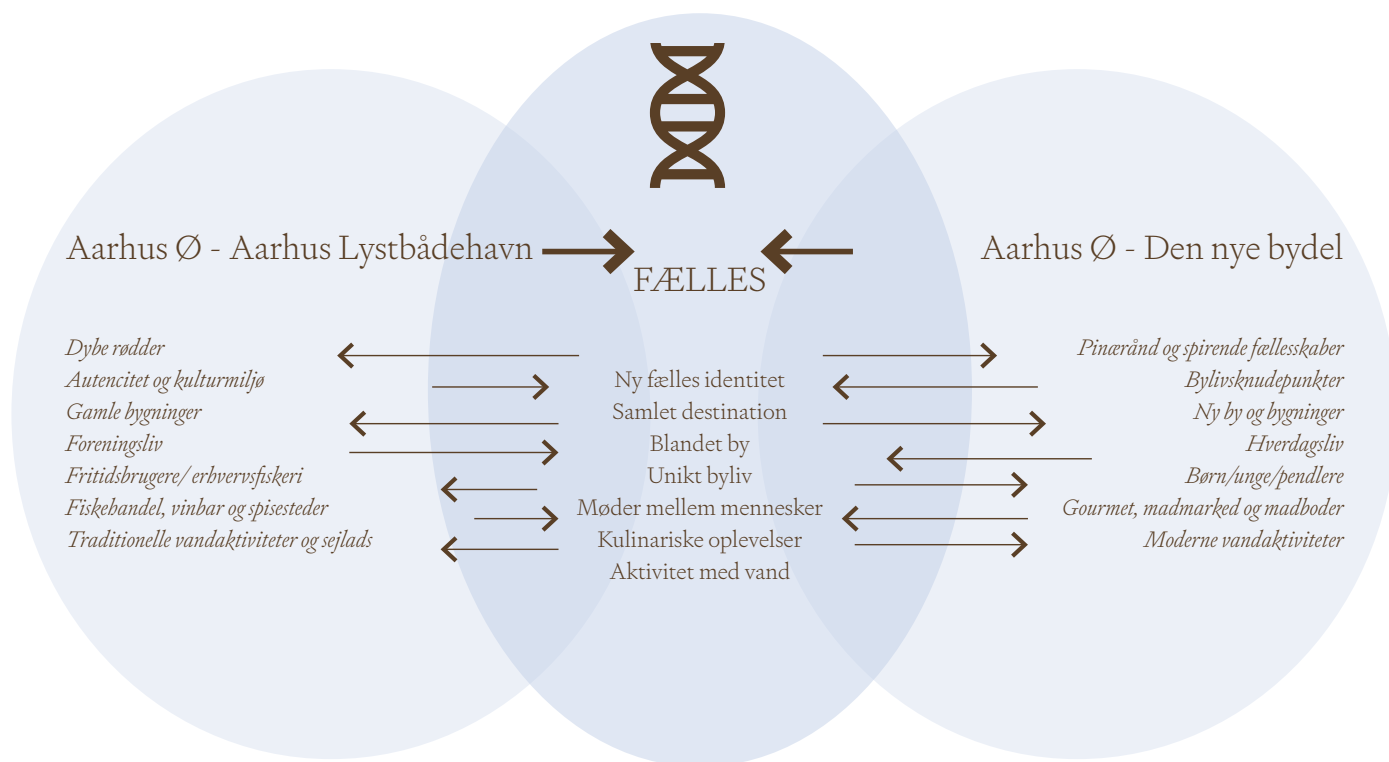 Aarhus Ø - Aarhus Lystbådehavn
Dybe rødder
Autencitet og kulturmiljø
Gamle bygninger
Foreningsliv
Fritidsbrugere/ erhvervsfiskeri
Fiskehandel, vinbar og spisesteder
Traditionelle vandaktiviteter og sejlads
FÆLLES
Ny fælles identitet
Samlet destination
Blandet by
Unikt byliv
Møder mellem mennesker
Kulinariske oplevelser
Aktivitet med vand
Aarhus Ø - Den nye bydel
Pinærånd og spirende fællesskaber
Bylivsknudepunkter
Ny by og bygninger
Hverdagsliv
Børn/unge/pendlere
Gourmet, madmarked og madboder
Moderne vandaktiviteter